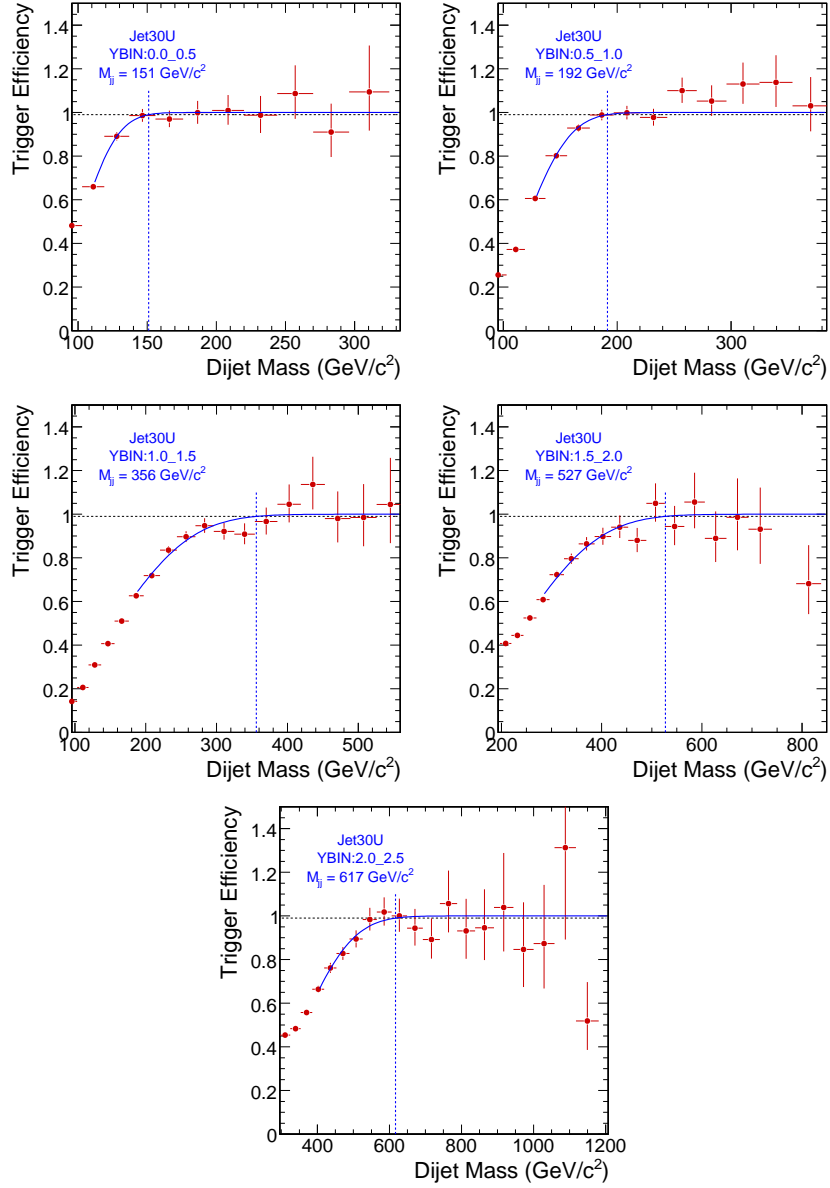 Trigger Efficiency
1.4
1.2
1
0.8
0.6
0.4
0.2
0
Jet30U
YBIN:0.0_0.5
M_jj = 151 GeV/c²
100 150 200 250 300
Dijet Mass (GeV/c²)
Trigger Efficiency
1.4
1.2
1
0.8
0.6
0.4
0.2
0
Jet30U
YBIN:0.5_1.0
M_jj = 192 GeV/c²
100 200 300
Dijet Mass (GeV/c²)
Trigger Efficiency
1.4
1.2
1
0.8
0.6
0.4
0.2
0
Jet30U
YBIN:1.0_1.5
M_jj = 356 GeV/c²
100 200 300 400 500
Dijet Mass (GeV/c²)
Trigger Efficiency
1.4
1.2
1
0.8
0.6
0.4
0.2
0
Jet30U
YBIN:1.5_2.0
M_jj = 527 GeV/c²
200 400 600 800
Dijet Mass (GeV/c²)
Trigger Efficiency
1.4
1.2
1
0.8
0.6
0.4
0.2
0
Jet30U
YBIN:2.0_2.5
M_jj = 617 GeV/c²
400 600 800 1000 1200
Dijet Mass (GeV/c²)